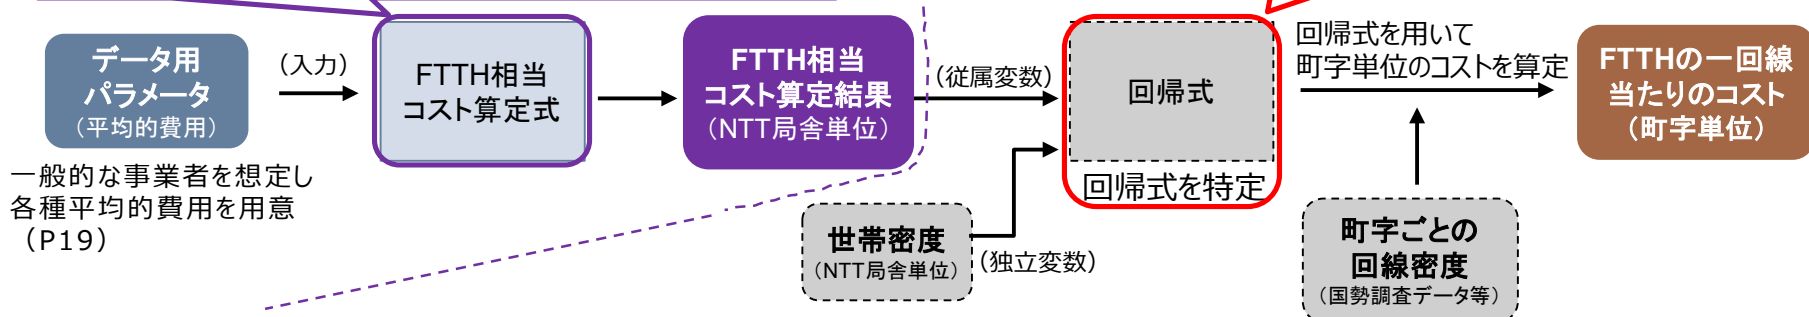 データ用
パラメータ
（平均的費用）
（入力）
一般的な事業者を想定し
各種平均的費用を用意
（P19）
FTTH相当
コスト算定式
FTTH相当
コスト算定結果
（NTT局舎単位）
（従属変数）
世帯密度
（NTT局舎単位）
（独立変数）
回帰式
回帰式を特定
回帰式を用いて
町字単位のコストを算定
町字ごとの
回線密度
（国勢調査データ等）
FTTHの一回線
当たりのコスト
（町字単位）